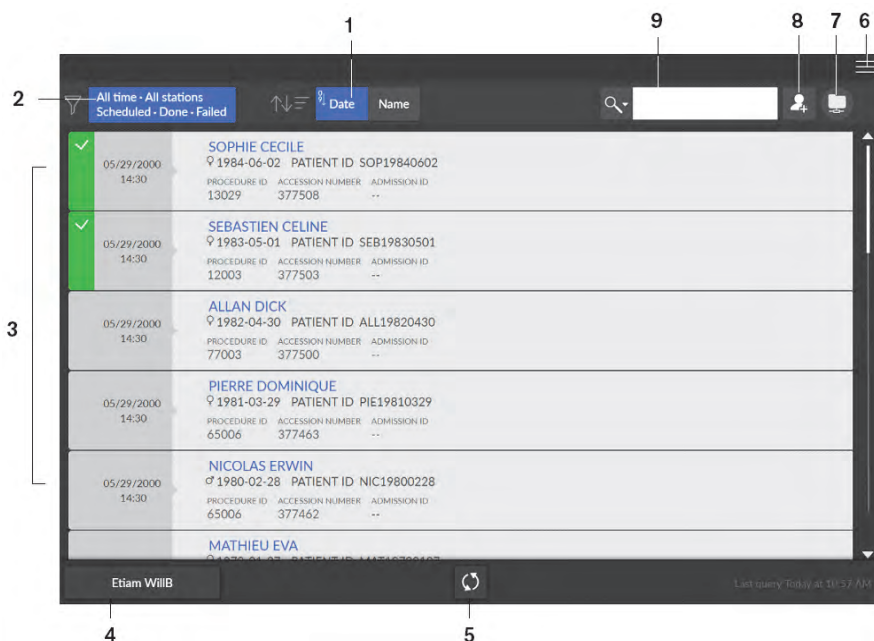 1
9
8
7
6
2
All time - All stations
Scheduled - Done - Failed
Date
Name
3
05/29/2000
14:30
SOPHIE CECILE
♀ 1984-06-02 PATIENT ID SOP19840602
PROCEDURE ID ACCESSION NUMBER ADMISSION ID
13029 377508 --
05/29/2000
14:30
SEBASTIEN CELINE
♀ 1983-05-01 PATIENT ID SEB19830501
PROCEDURE ID ACCESSION NUMBER ADMISSION ID
12003 377503 --
05/29/2000
14:30
ALLAN DICK
♀ 1982-04-30 PATIENT ID ALL19820430
PROCEDURE ID ACCESSION NUMBER ADMISSION ID
77003 377500 --
05/29/2000
14:30
PIERRE DOMINIQUE
♀ 1981-03-29 PATIENT ID PIE19810329
PROCEDURE ID ACCESSION NUMBER ADMISSION ID
65006 377463 --
05/29/2000
14:30
NICOLAS ERWIN
♂ 1980-02-28 PATIENT ID NIC19800228
PROCEDURE ID ACCESSION NUMBER ADMISSION ID
65006 377462 --
MATHIEU EVA
Etiam WillB
Last query Today at 10:57 AM
4
5